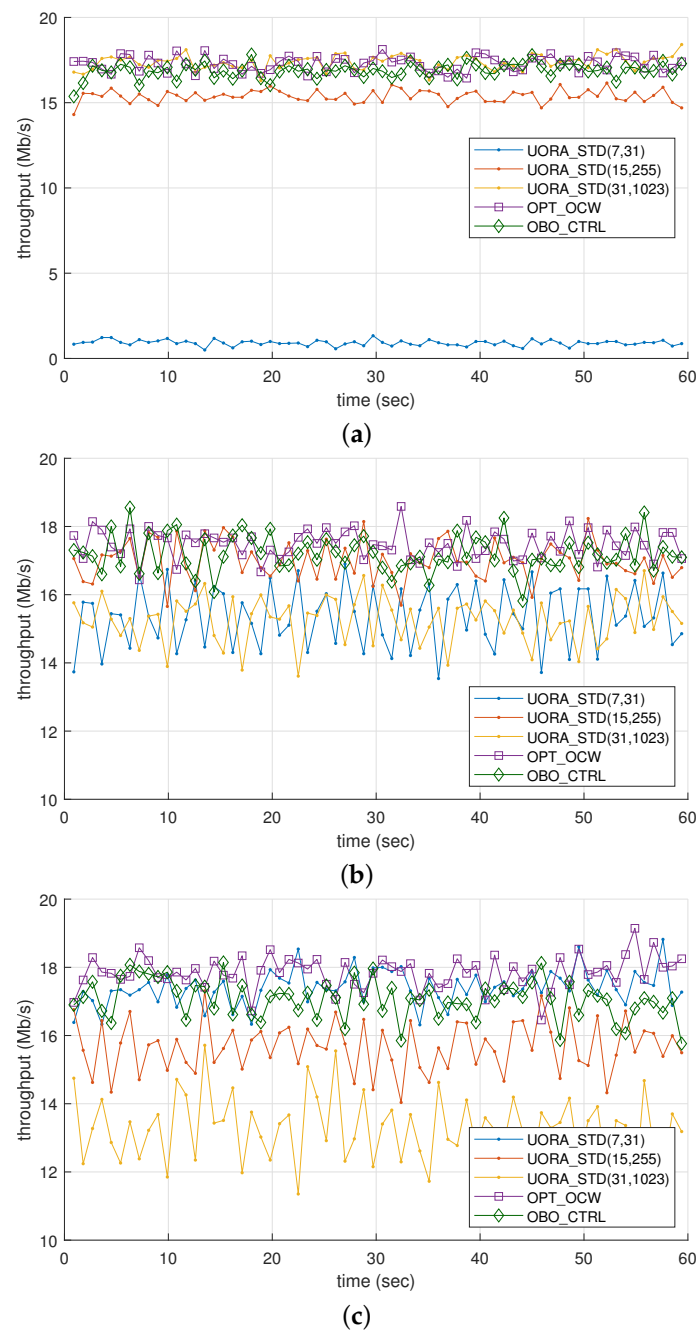 20
15
10
5
0
throughput (Mb/s)
UORA_STD(7,31)
UORA_STD(15,255)
UORA_STD(31,1023)
OPT_OCW
OBO_CTRL
0 10 20 30 40 50 60
time (sec)
(a)
20
18
16
14
12
10
throughput (Mb/s)
UORA_STD(7,31)
UORA_STD(15,255)
UORA_STD(31,1023)
OPT_OCW
OBO_CTRL
0 10 20 30 40 50 60
time (sec)
(b)
20
18
16
14
12
10
throughput (Mb/s)
UORA_STD(7,31)
UORA_STD(15,255)
UORA_STD(31,1023)
OPT_OCW
OBO_CTRL
0 10 20 30 40 50 60
time (sec)
(c)